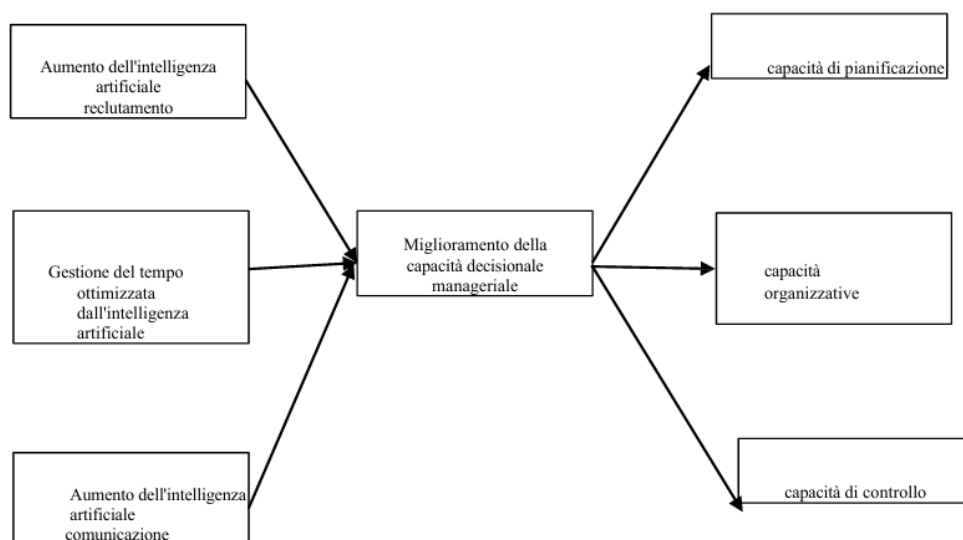 Aumento dell'intelligenza
artificiale
reclutamento
capacità di pianificazione
Gestione del tempo
ottimizzata
dall'intelligenza
artificiale
Miglioramento della
capacità decisionale
manageriale
capacità
organizzative
Aumento dell'intelligenza
artificiale
comunicazione
capacità di controllo